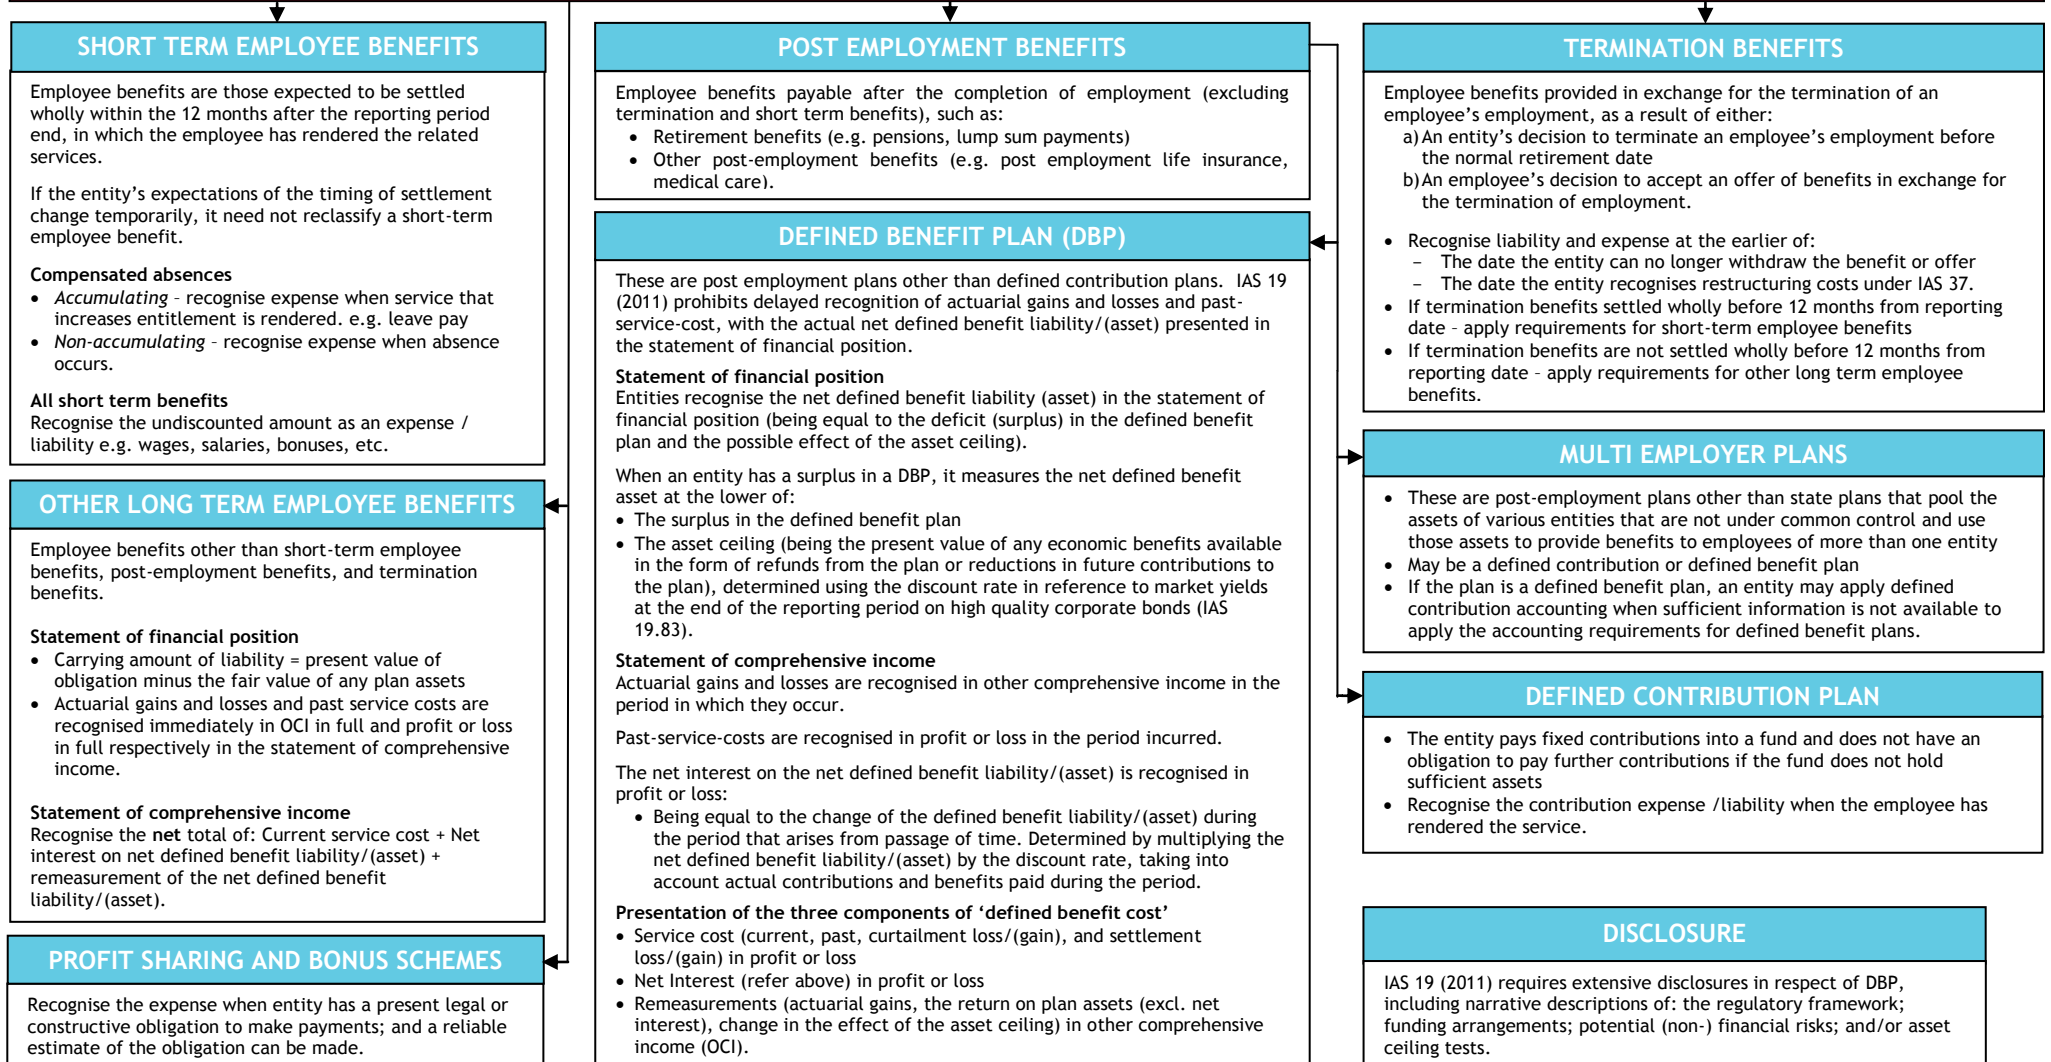 SHORT TERM EMPLOYEE BENEFITS
Employee benefits are those expected to be settled
wholly within the 12 months after the reporting period
end, in which the employee has rendered the related
services.
If the entity’s expectations of the timing of settlement
change temporarily, it need not reclassify a short-term
employee benefit.
Compensated absences
• Accumulating – recognise expense when service that
increases entitlement is rendered. e.g. leave pay
• Non-accumulating – recognise expense when absence
occurs.
All short term benefits
Recognise the undiscounted amount as an expense /
liability e.g. wages, salaries, bonuses, etc.
OTHER LONG TERM EMPLOYEE BENEFITS
Employee benefits other than short-term employee
benefits, post-employment benefits, and termination
benefits.
Statement of financial position
• Carrying amount of liability = present value of
obligation minus the fair value of any plan assets
• Actuarial gains and losses and past service costs are
recognised immediately in OCI in full and profit or loss
in full respectively in the statement of comprehensive
income.
Statement of comprehensive income
Recognise the net total of: Current service cost + Net
interest on net defined benefit liability/(asset) +
remeasurement of the net defined benefit
liability/(asset).
PROFIT SHARING AND BONUS SCHEMES
Recognise the expense when entity has a present legal or
constructive obligation to make payments; and a reliable
estimate of the obligation can be made.
POST EMPLOYMENT BENEFITS
Employee benefits payable after the completion of employment (excluding
termination and short term benefits), such as:
• Retirement benefits (e.g. pensions, lump sum payments)
• Other post-employment benefits (e.g. post employment life insurance,
medical care).
DEFINED BENEFIT PLAN (DBP)
These are post employment plans other than defined contribution plans. IAS 19
(2011) prohibits delayed recognition of actuarial gains and losses and past-
service-cost, with the actual net defined benefit liability/(asset) presented in
the statement of financial position.
Statement of financial position
Entities recognise the net defined benefit liability (asset) in the statement of
financial position (being equal to the deficit (surplus) in the defined benefit
plan and the possible effect of the asset ceiling).
When an entity has a surplus in a DBP, it measures the net defined benefit
asset at the lower of:
• The surplus in the defined benefit plan
• The asset ceiling (being the present value of any economic benefits available
in the form of refunds from the plan or reductions in future contributions to
the plan), determined using the discount rate in reference to market yields
at the end of the reporting period on high quality corporate bonds (IAS
19.83).
Statement of comprehensive income
Actuarial gains and losses are recognised in other comprehensive income in the
period in which they occur.
Past-service-costs are recognised in profit or loss in the period incurred.
The net interest on the net defined benefit liability/(asset) is recognised in
profit or loss:
• Being equal to the change of the defined benefit liability/(asset) during
the period that arises from passage of time. Determined by multiplying the
net defined benefit liability/(asset) by the discount rate, taking into
account actual contributions and benefits paid during the period.
Presentation of the three components of ‘defined benefit cost’
• Service cost (current, past, curtailment loss/(gain), and settlement
loss/(gain) in profit or loss
• Net Interest (refer above) in profit or loss
• Remeasurements (actuarial gains, the return on plan assets (excl. net
interest), change in the effect of the asset ceiling) in other comprehensive
income (OCI).
TERMINATION BENEFITS
Employee benefits provided in exchange for the termination of an
employee’s employment, as a result of either:
a) An entity’s decision to terminate an employee’s employment before
the normal retirement date
b) An employee’s decision to accept an offer of benefits in exchange for
the termination of employment.
• Recognise liability and expense at the earlier of:
– The date the entity can no longer withdraw the benefit or offer
– The date the entity recognises restructuring costs under IAS 37.
• If termination benefits settled wholly before 12 months from reporting
date – apply requirements for short-term employee benefits
• If termination benefits are not settled wholly before 12 months from
reporting date – apply requirements for other long term employee
benefits.
MULTI EMPLOYER PLANS
• These are post-employment plans other than state plans that pool the
assets of various entities that are not under common control and use
those assets to provide benefits to employees of more than one entity
• May be a defined contribution or defined benefit plan
• If the plan is a defined benefit plan, an entity may apply defined
contribution accounting when sufficient information is not available to
apply the accounting requirements for defined benefit plans.
DEFINED CONTRIBUTION PLAN
• The entity pays fixed contributions into a fund and does not have an
obligation to pay further contributions if the fund does not hold
sufficient assets
• Recognise the contribution expense /liability when the employee has
rendered the service.
DISCLOSURE
IAS 19 (2011) requires extensive disclosures in respect of DBP,
including narrative descriptions of: the regulatory framework;
funding arrangements; potential (non-) financial risks; and/or asset
ceiling tests.